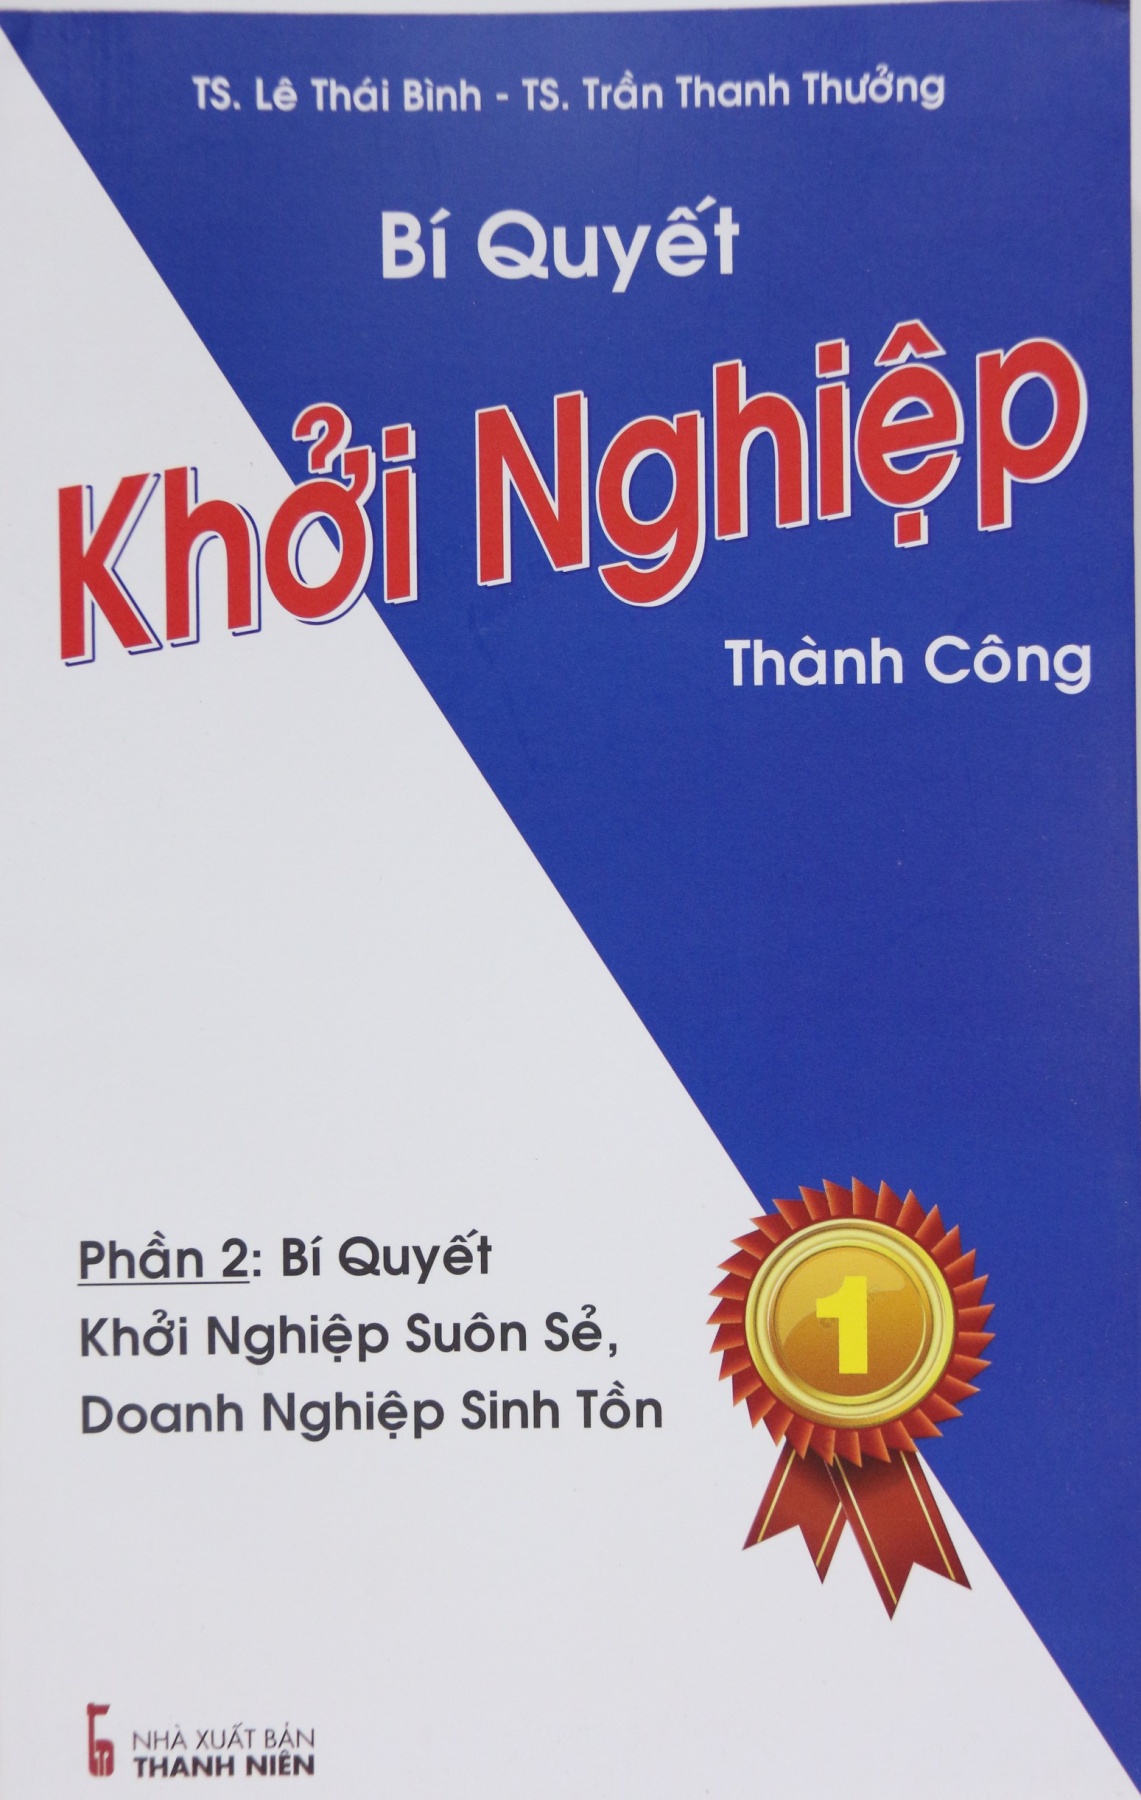 TS. Lê Thái Bình - TS. Trần Thanh Thưởng
Bí Quyết
Khởi Nghiệp
Thành Công
Phần 2: Bí Quyết
Khởi Nghiệp Suôn Sẻ,
Doanh Nghiệp Sinh Tồn
1
NHÀ XUẤT BẢN
THANH NIÊN